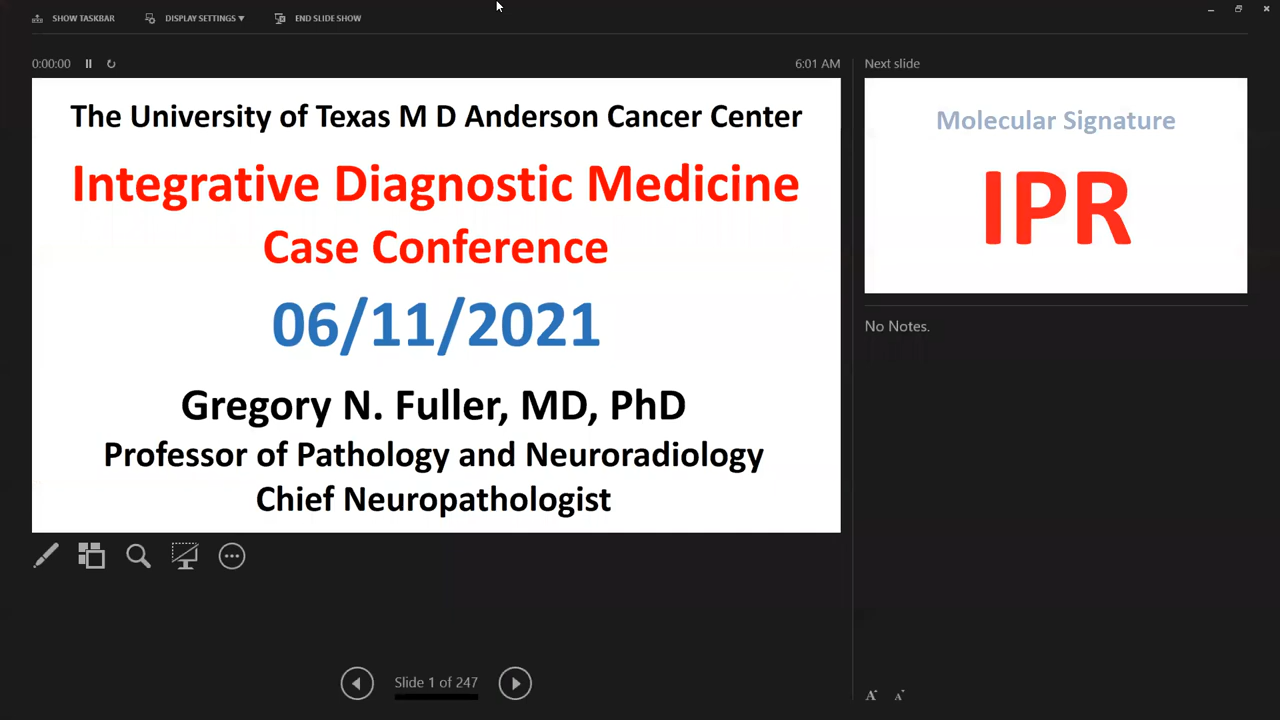 SHOW TASKBAR
DISPLAY SETTINGS ▼
END SLIDE SHOW
0:00:00
6:01 AM
The University of Texas M D Anderson Cancer Center
Integrative Diagnostic Medicine
Case Conference
06/11/2021
Gregory N. Fuller, MD, PhD
Professor of Pathology and Neuroradiology
Chief Neuropathologist
Slide 1 of 247
Next slide
Molecular Signature
IPR
No Notes.
A
A